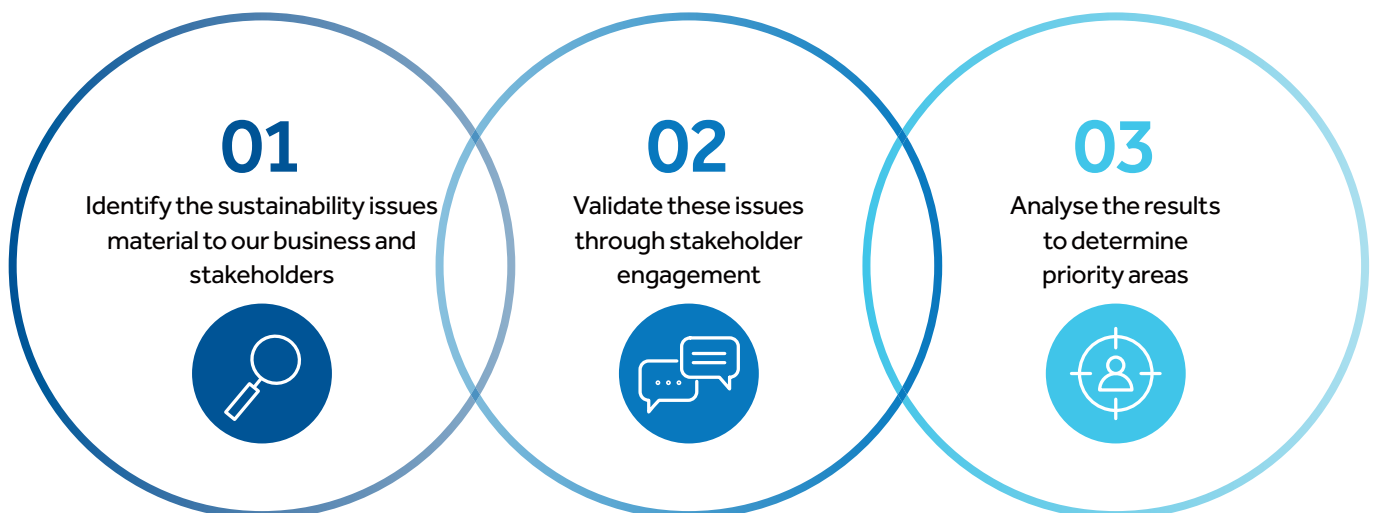 01
Identify the sustainability issues
material to our business and
stakeholders
02
Validate these issues
through stakeholder
engagement
03
Analyse the results
to determine
priority areas